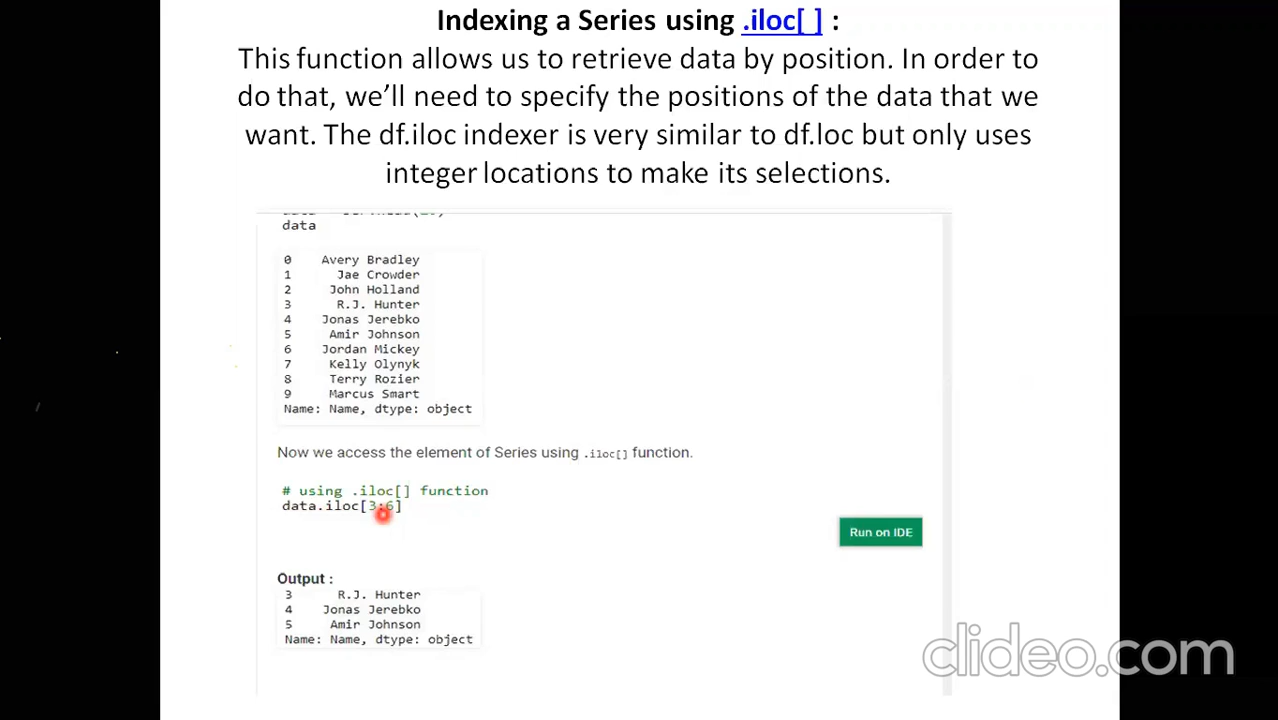 Indexing a Series using .iloc[ ] :
This function allows us to retrieve data by position. In order to
do that, we’ll need to specify the positions of the data that we
want. The df.iloc indexer is very similar to df.loc but only uses
integer locations to make its selections.
data
0 Avery Bradley
1 Jae Crowder
2 John Holland
3 R.J. Hunter
4 Jonas Jerebko
5 Amir Johnson
6 Jordan Mickey
7 Kelly Olynyk
8 Terry Rozier
9 Marcus Smart
Name: Name, dtype: object
Now we access the element of Series using .iloc[] function.
# using .iloc[] function
data.iloc[3:6]
Run on IDE
Output :
3 R.J. Hunter
4 Jonas Jerebko
5 Amir Johnson
Name: Name, dtype: object
clideo.com